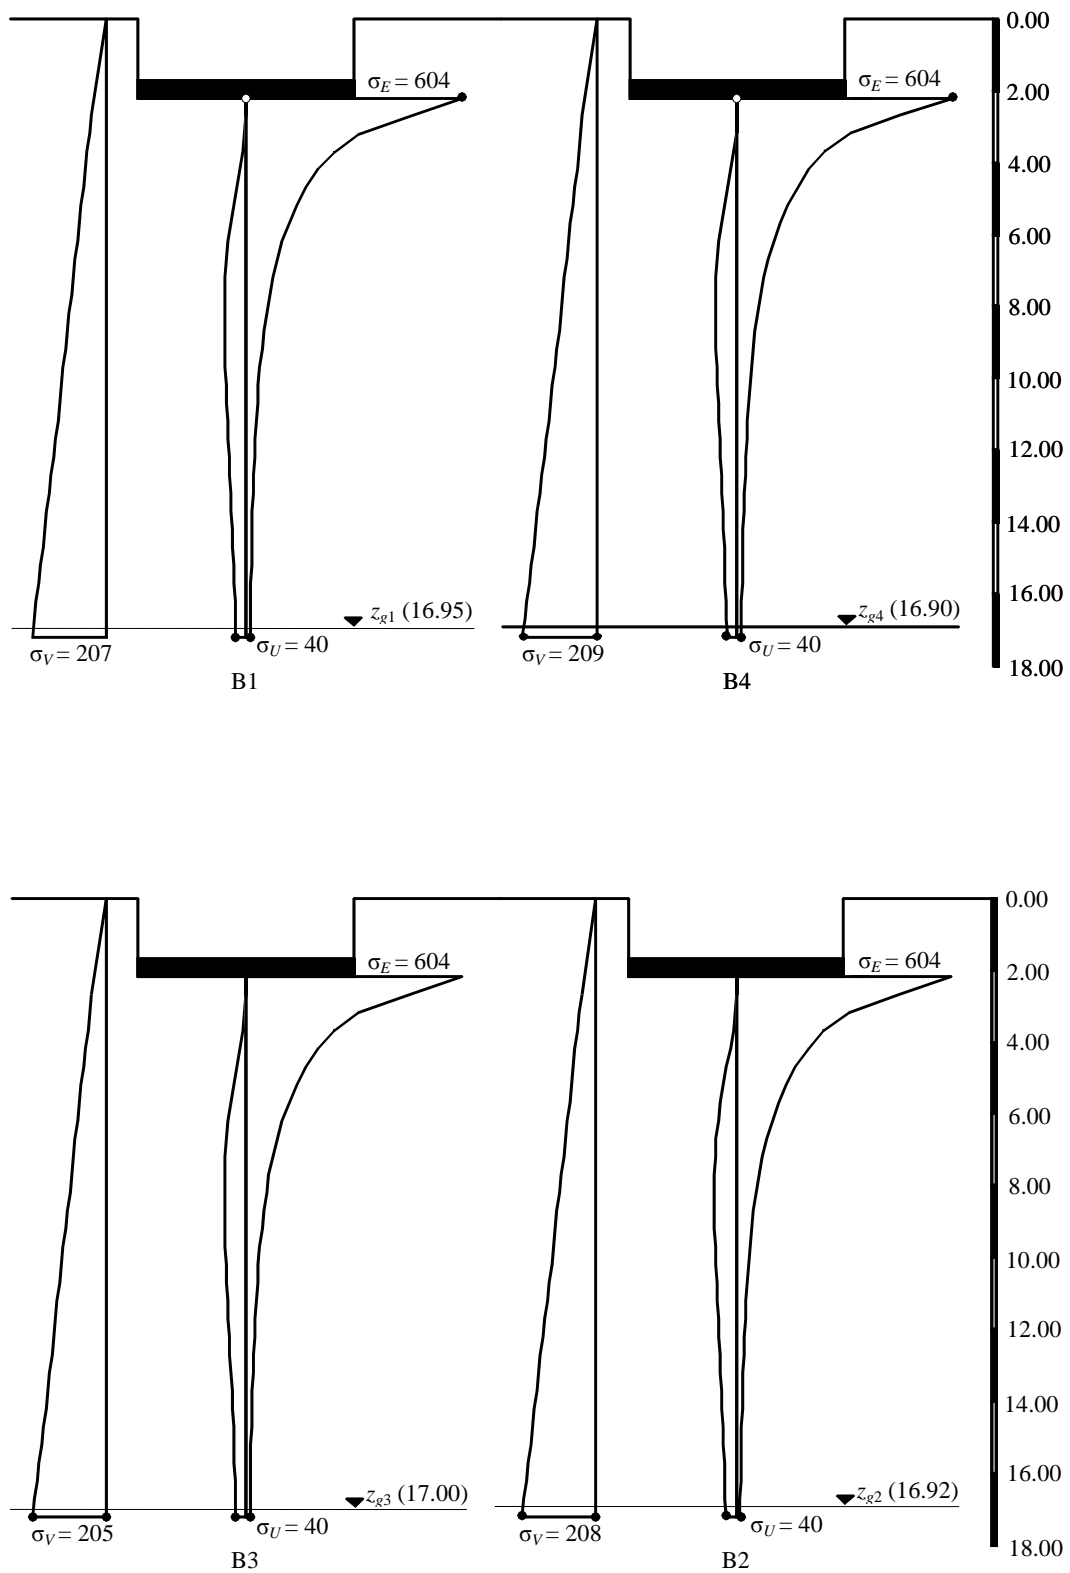 0.00
σE = 604 σE = 604
2.00
4.00
6.00
8.00
10.00
12.00
14.00
16.00
zg1 (16.95) zg4 (16.90)
σV = 207 σU = 40 σV = 209 σU = 40
18.00
B1 B4
0.00
σE = 604 σE = 604
2.00
4.00
6.00
8.00
10.00
12.00
14.00
16.00
zg3 (17.00) zg2 (16.92)
σV = 205 σU = 40 σV = 208 σU = 40
18.00
B3 B2